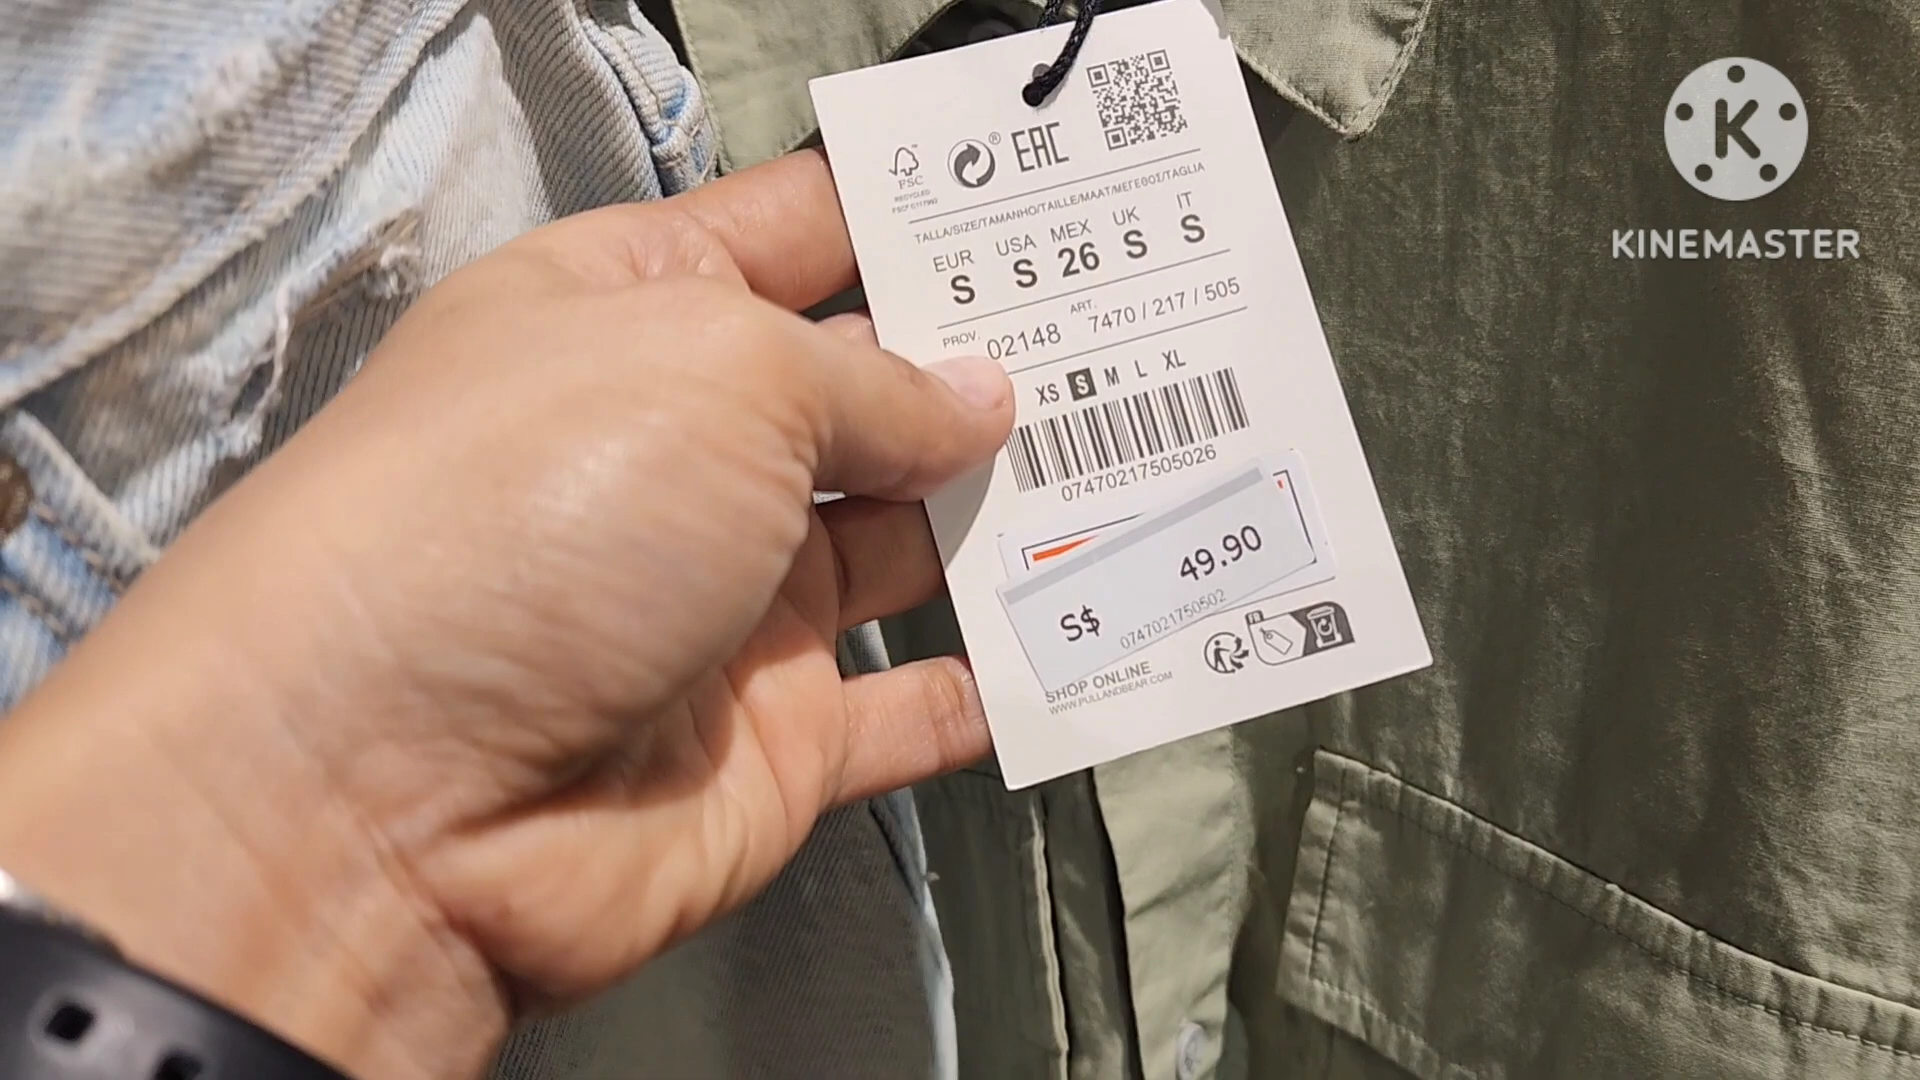 FSC
RECYCLED
® EAC
TALLA/SIZE/TAMANHO/TAILLE/MAAT/ΜΕΓΕΘΟΣ/TAGLIA
EUR USA MEX UK IT
S S 26 S S
PROV. 02148 ART. 7470 / 217 / 505
XS S M L XL
07470217505026
S$ 49.90
0747021750502
FR
SHOP ONLINE
WWW.PULLANDBEAR.COM
K
KINEMASTER